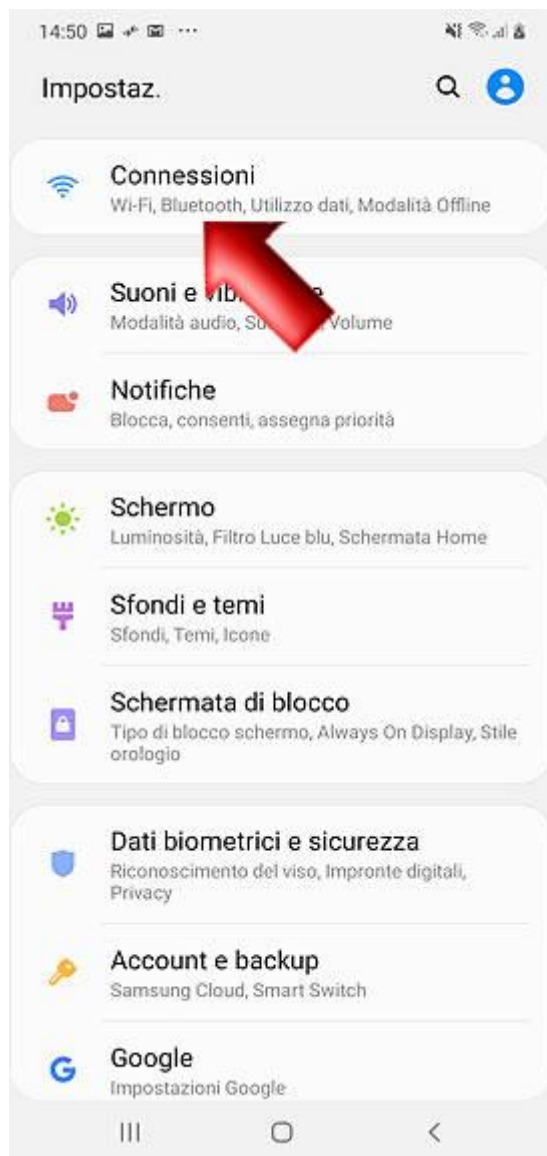 14:50
Impostaz.
Connessioni
Wi-Fi, Bluetooth, Utilizzo dati, Modalità Offline
Suoni e
Modalità audio, Volume
Notifiche
Blocca, consenti, assegna priorità
Schermo
Luminosità, Filtro Luce blu, Schermata Home
Sfondi e temi
Sfondi, Temi, Icone
Schermata di blocco
Tipo di blocco schermo, Always On Display, Stile
orologio
Dati biometrici e sicurezza
Riconoscimento del viso, Impronte digitali,
Privacy
Account e backup
Samsung Cloud, Smart Switch
Google
Impostazioni Google